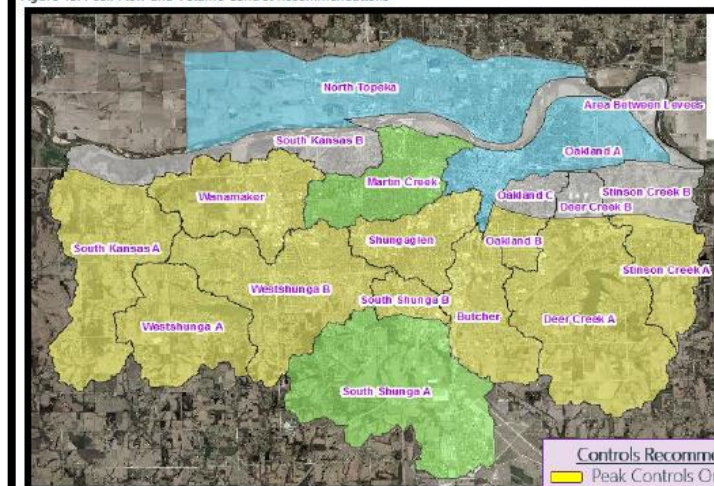 North Topeka
Area Between Levees
South Kansas B
Oakland A
Martin Creek
Wanamaker
Oakland C
Stinson Creek B
Deer Creek B
Shungaglen
Oakland B
South Kansas A
Stinson Creek A
Westshunga B
South Shunga B
Westshunga A
Butcher
Deer Creek A
South Shunga A
Controls Recomme
Peak Controls O